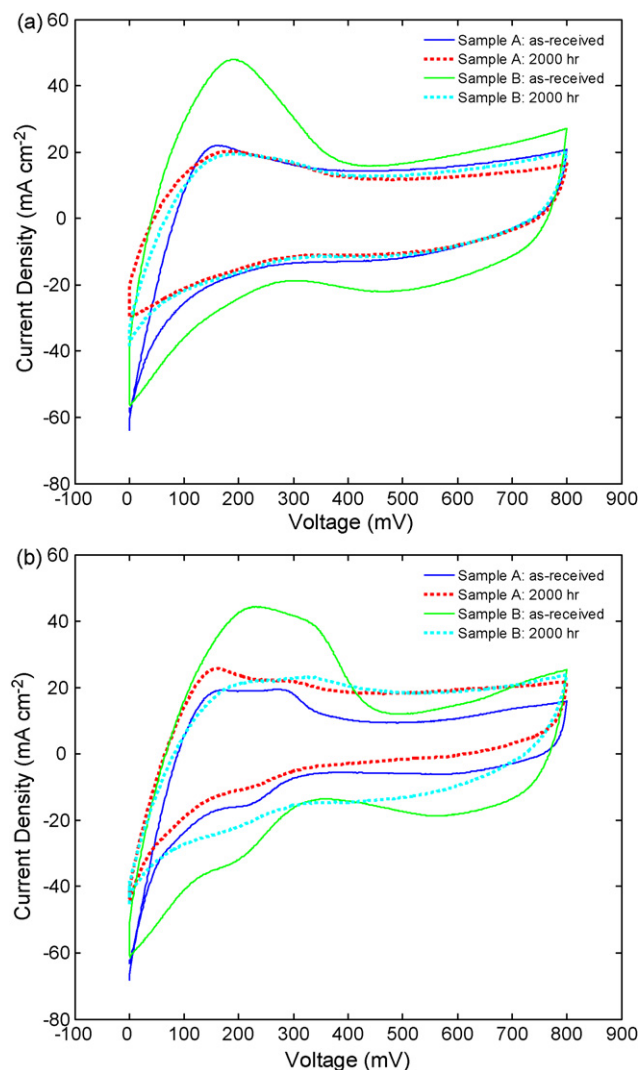 (a)
60
40
20
0
-20
-40
-60
-80
Current Density (mA cm-2)
Sample A: as-received
Sample A: 2000 hr
Sample B: as-received
Sample B: 2000 hr
-100 0 100 200 300 400 500 600 700 800 900
Voltage (mV)
(b)
60
40
20
0
-20
-40
-60
-80
Current Density (mA cm-2)
Sample A: as-received
Sample A: 2000 hr
Sample B: as-received
Sample B: 2000 hr
-100 0 100 200 300 400 500 600 700 800 900
Voltage (mV)